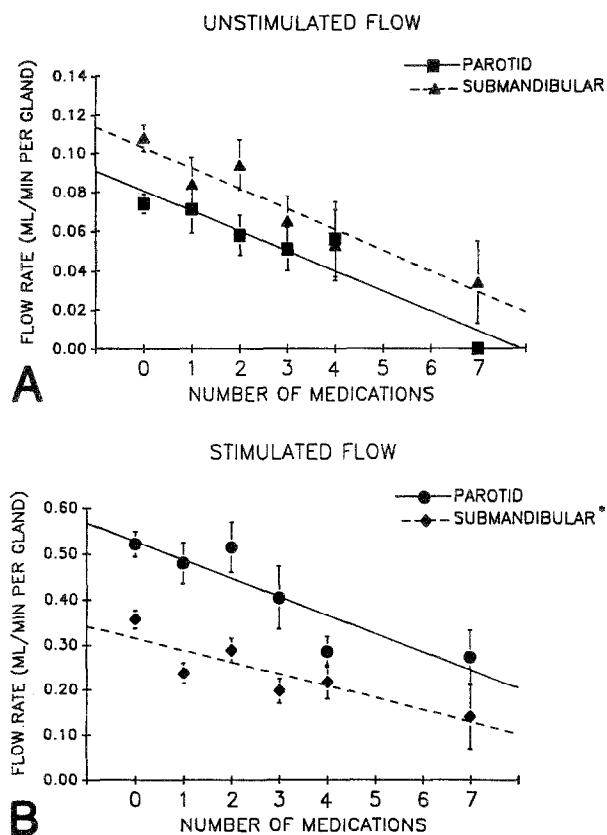 UNSTIMULATED FLOW
PAROTID
SUBMANDIBULAR
FLOW RATE (ML/MIN PER GLAND)
0.14
0.12
0.10
0.08
0.06
0.04
0.02
0.00
0 1 2 3 4 5 6 7
NUMBER OF MEDICATIONS
A
STIMULATED FLOW
PAROTID
SUBMANDIBULAR*
FLOW RATE (ML/MIN PER GLAND)
0.60
0.50
0.40
0.30
0.20
0.10
0.00
0 1 2 3 4 5 6 7
NUMBER OF MEDICATIONS
B